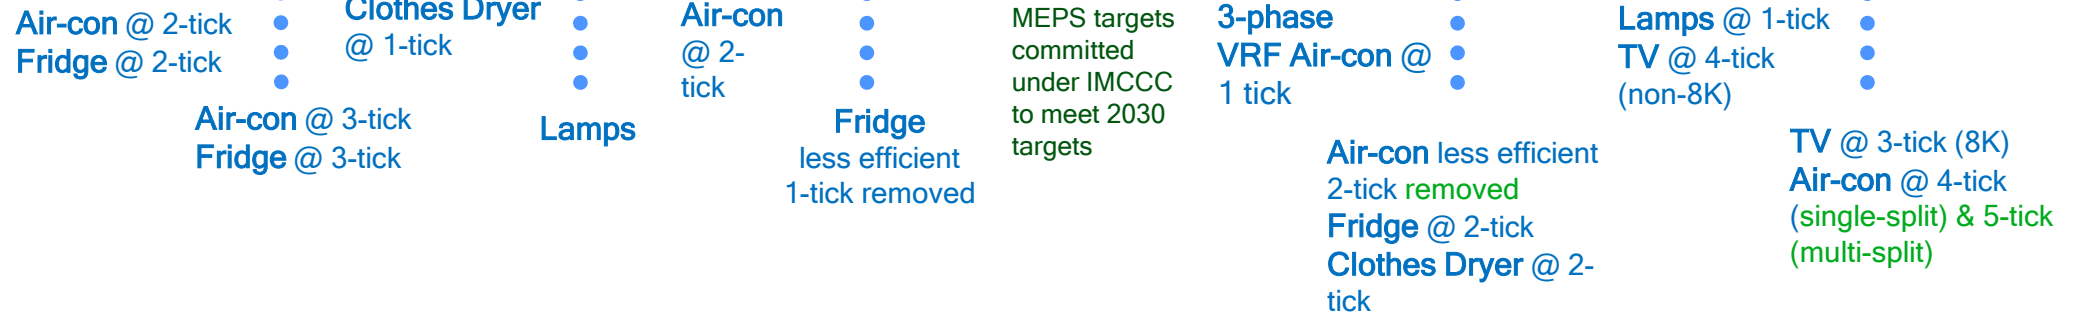 Air-con @ 2-tick
Fridge @ 2-tick
Air-con @ 3-tick
Fridge @ 3-tick
Clothes Dryer
@ 1-tick
Lamps
Air-con
@ 2-
tick
Fridge
less efficient
1-tick removed
MEPS targets
committed
under IMCCC
to meet 2030
targets
3-phase
VRF Air-con @
1 tick
Air-con less efficient
2-tick removed
Fridge @ 2-tick
Clothes Dryer @ 2-
tick
Lamps @ 1-tick
TV @ 4-tick
(non-8K)
TV @ 3-tick (8K)
Air-con @ 4-tick
(single-split) & 5-tick
(multi-split)